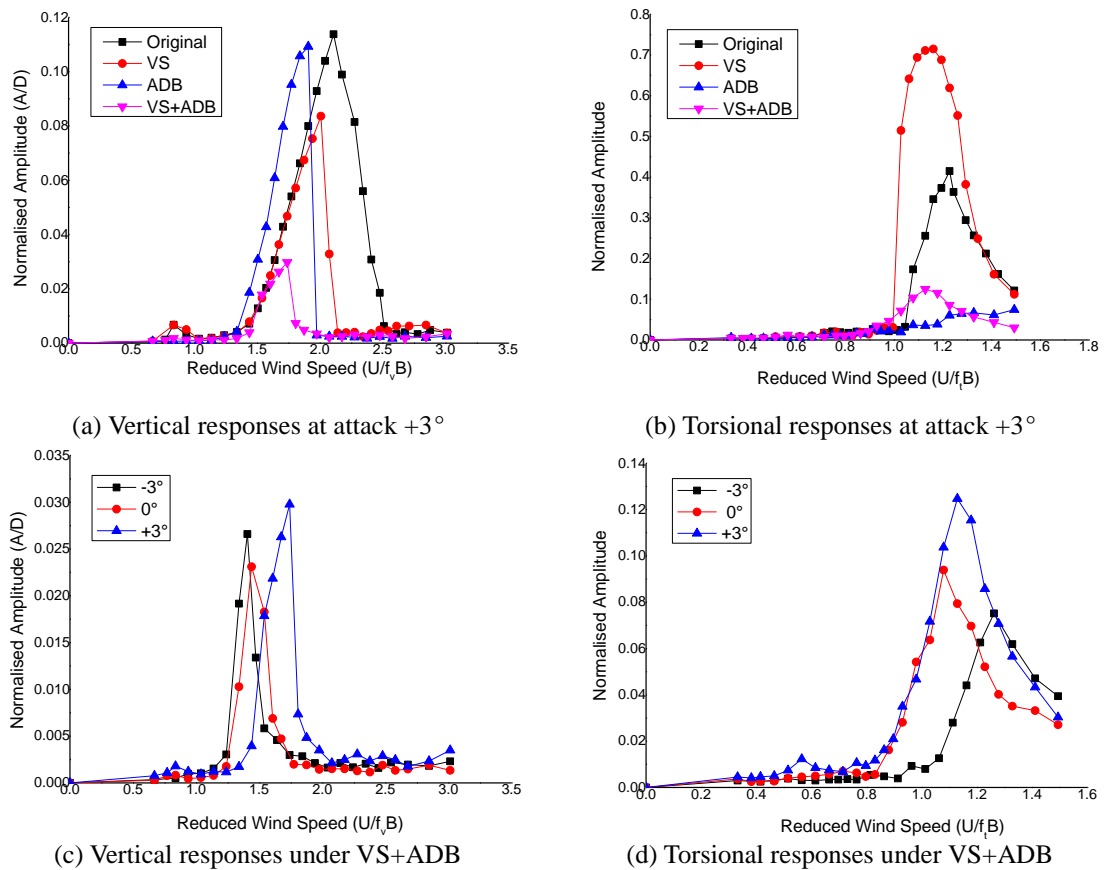 0.12
0.10
0.08
0.06
0.04
0.02
0.00
Normalised Amplitude (A/D)
Original
VS
ADB
VS+ADB
0.0 0.5 1.0 1.5 2.0 2.5 3.0 3.5
Reduced Wind Speed (U/fvB)
(a) Vertical responses at attack +3°
0.8
0.7
0.6
0.5
0.4
0.3
0.2
0.1
0.0
Normalised Amplitude
Original
VS
ADB
VS+ADB
0.0 0.2 0.4 0.6 0.8 1.0 1.2 1.4 1.6 1.8
Reduced Wind Speed (U/ftB)
(b) Torsional responses at attack +3°
0.035
0.030
0.025
0.020
0.015
0.010
0.005
0.000
Normalised Amplitude (A/D)
-3°
0°
+3°
0.0 0.5 1.0 1.5 2.0 2.5 3.0 3.5
Reduced Wind Speed (U/fvB)
(c) Vertical responses under VS+ADB
0.14
0.12
0.10
0.08
0.06
0.04
0.02
0.00
Normalised Amplitude
-3°
0°
+3°
0.0 0.2 0.4 0.6 0.8 1.0 1.2 1.4 1.6
Reduced Wind Speed (U/ftB)
(d) Torsional responses under VS+ADB